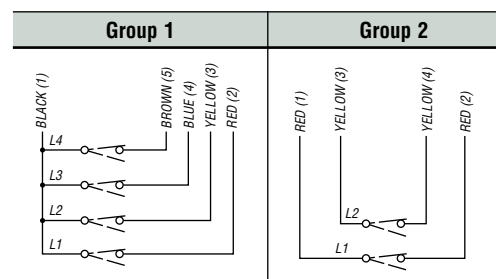 Group 1
Group 2
BLACK (1)
BROWN (5)
BLUE (4)
YELLOW (3)
RED (2)
L4
L3
L2
L1
RED (1)
YELLOW (3)
YELLOW (4)
RED (2)
L2
L1